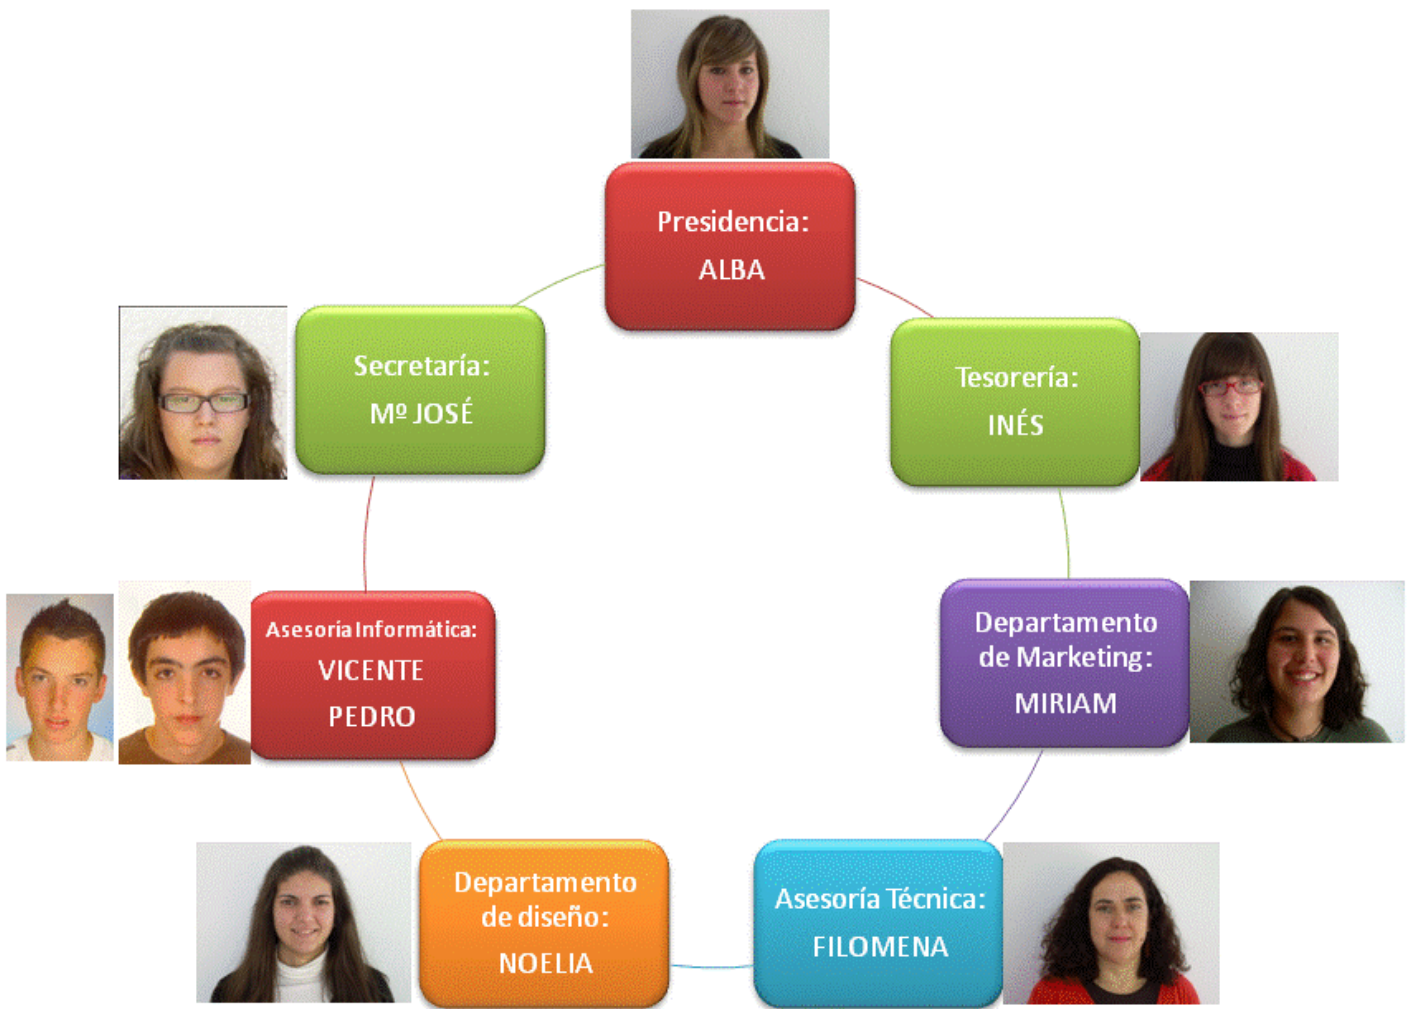 Presidencia:
ALBA
Secretaría:
Mº JOSÉ
Tesorería:
INÉS
Asesoría Informática:
VICENTE
PEDRO
Departamento
de Marketing:
MIRIAM
Departamento
de diseño:
NOELIA
Asesoría Técnica:
FILOMENA